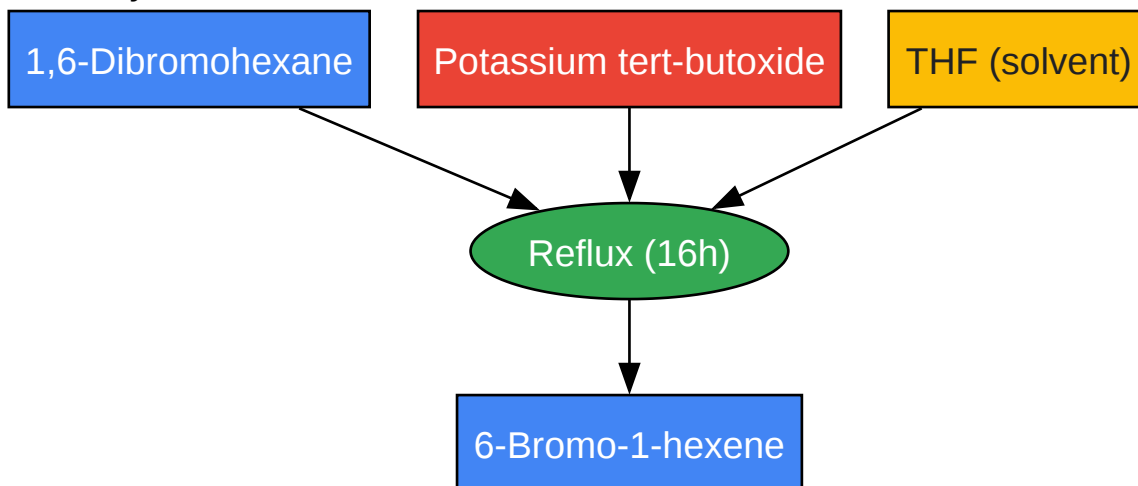 1,6-Dibromohexane
Potassium tert-butoxide
THF (solvent)
Reflux (16h)
6-Bromo-1-hexene